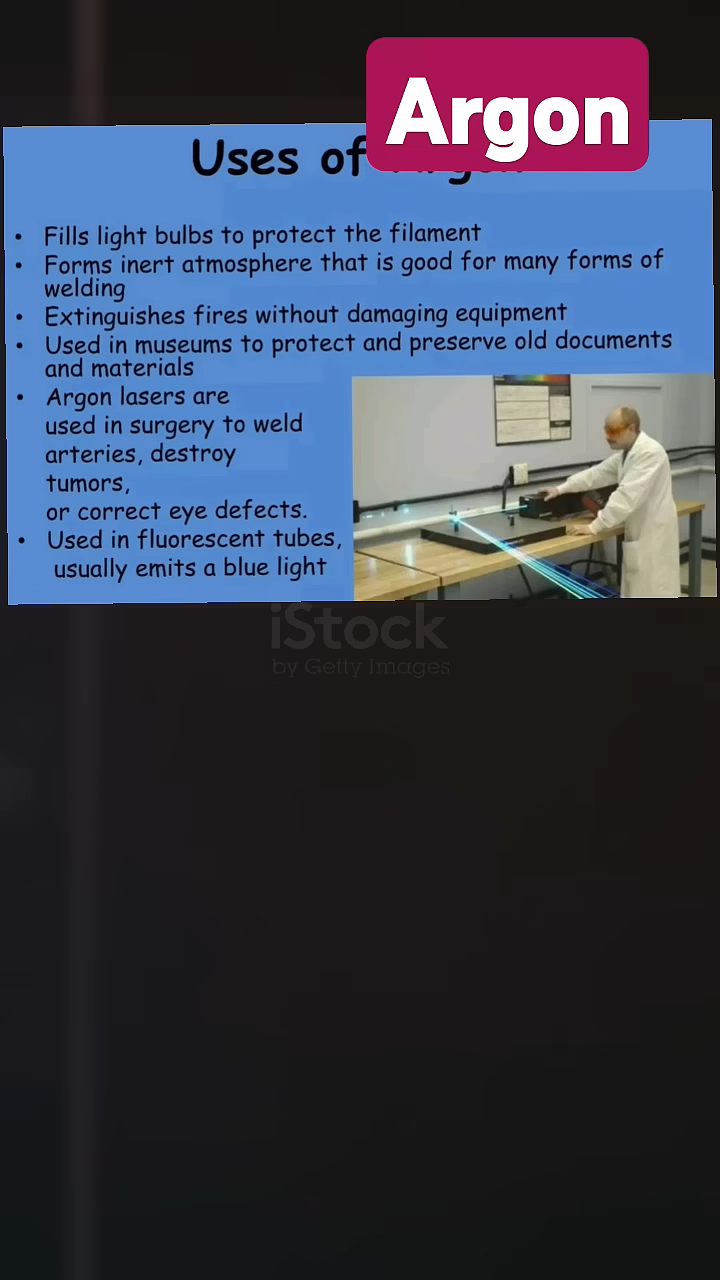 Argon
Uses of
• Fills light bulbs to protect the filament
• Forms inert atmosphere that is good for many forms of
welding
• Extinguishes fires without damaging equipment
• Used in museums to protect and preserve old documents
and materials
• Argon lasers are
used in surgery to weld
arteries, destroy
tumors,
or correct eye defects.
• Used in fluorescent tubes,
usually emits a blue light
iStock
by Getty Images